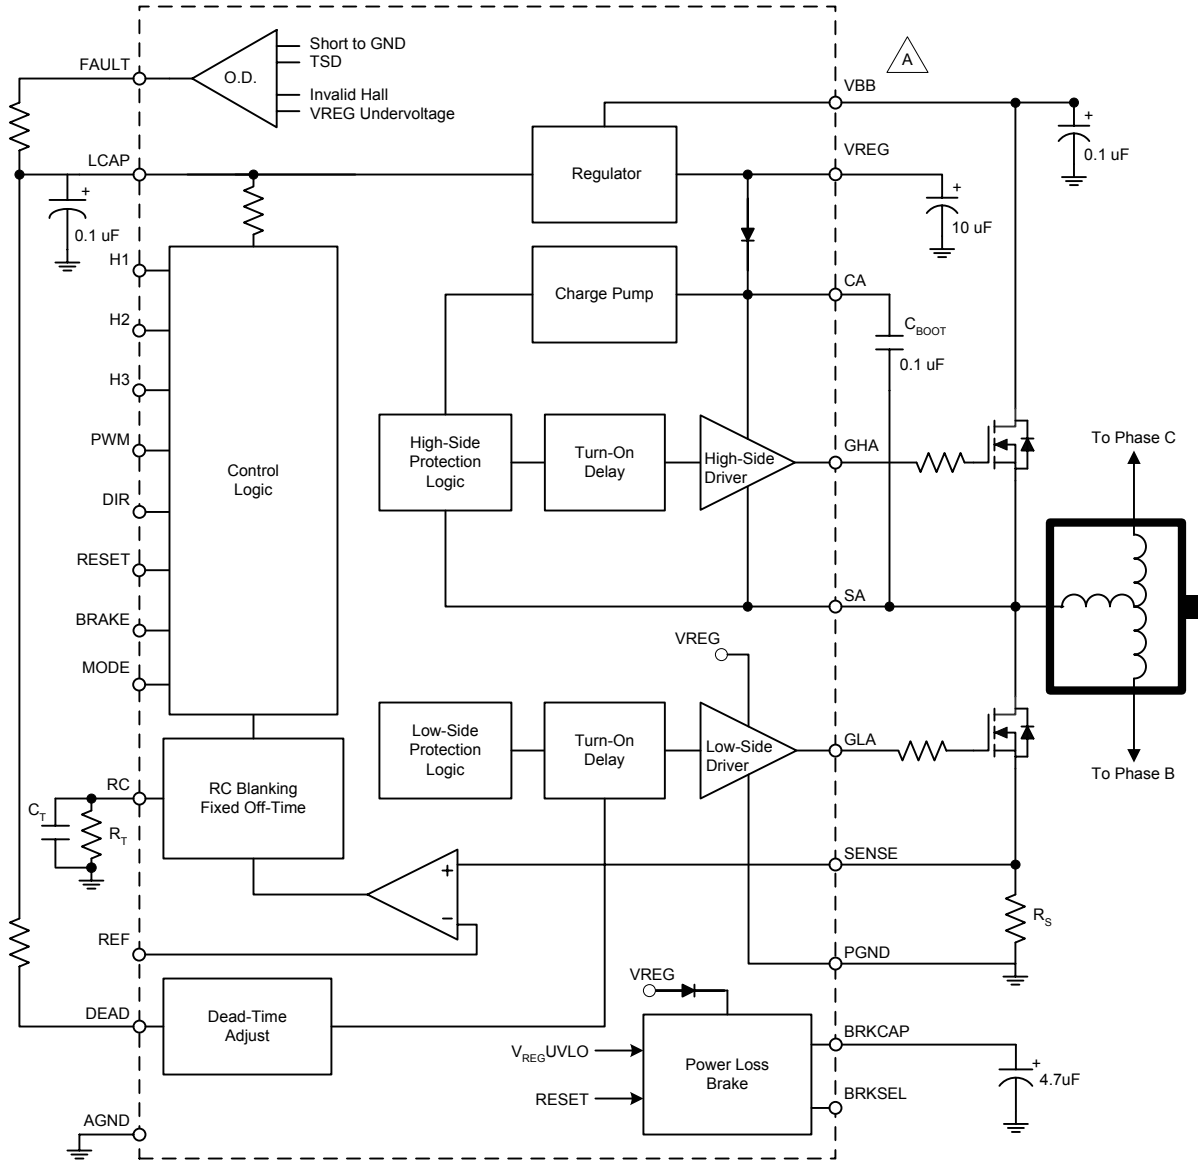 Short to GND
TSD
Invalid Hall
VREG Undervoltage
O.D.
FAULT
A
VBB
+
0.1 uF
LCAP
+
0.1 uF
Regulator
VREG
+
10 uF
H1
H2
H3
PWM
DIR
RESET
BRAKE
MODE
Control
Logic
Charge Pump
CA
CBOOT
0.1 uF
High-Side
Protection
Logic
Turn-On
Delay
High-Side
Driver
GHA
To Phase C
SA
VREG
Low-Side
Protection
Logic
Turn-On
Delay
Low-Side
Driver
GLA
To Phase B
RC
CT
RT
RC Blanking
Fixed Off-Time
+
–
SENSE
RS
REF
PGND
DEAD
Dead-Time
Adjust
VREG
VREGUVLO
RESET
Power Loss
Brake
BRKCAP
+
4.7uF
BRKSEL
AGND